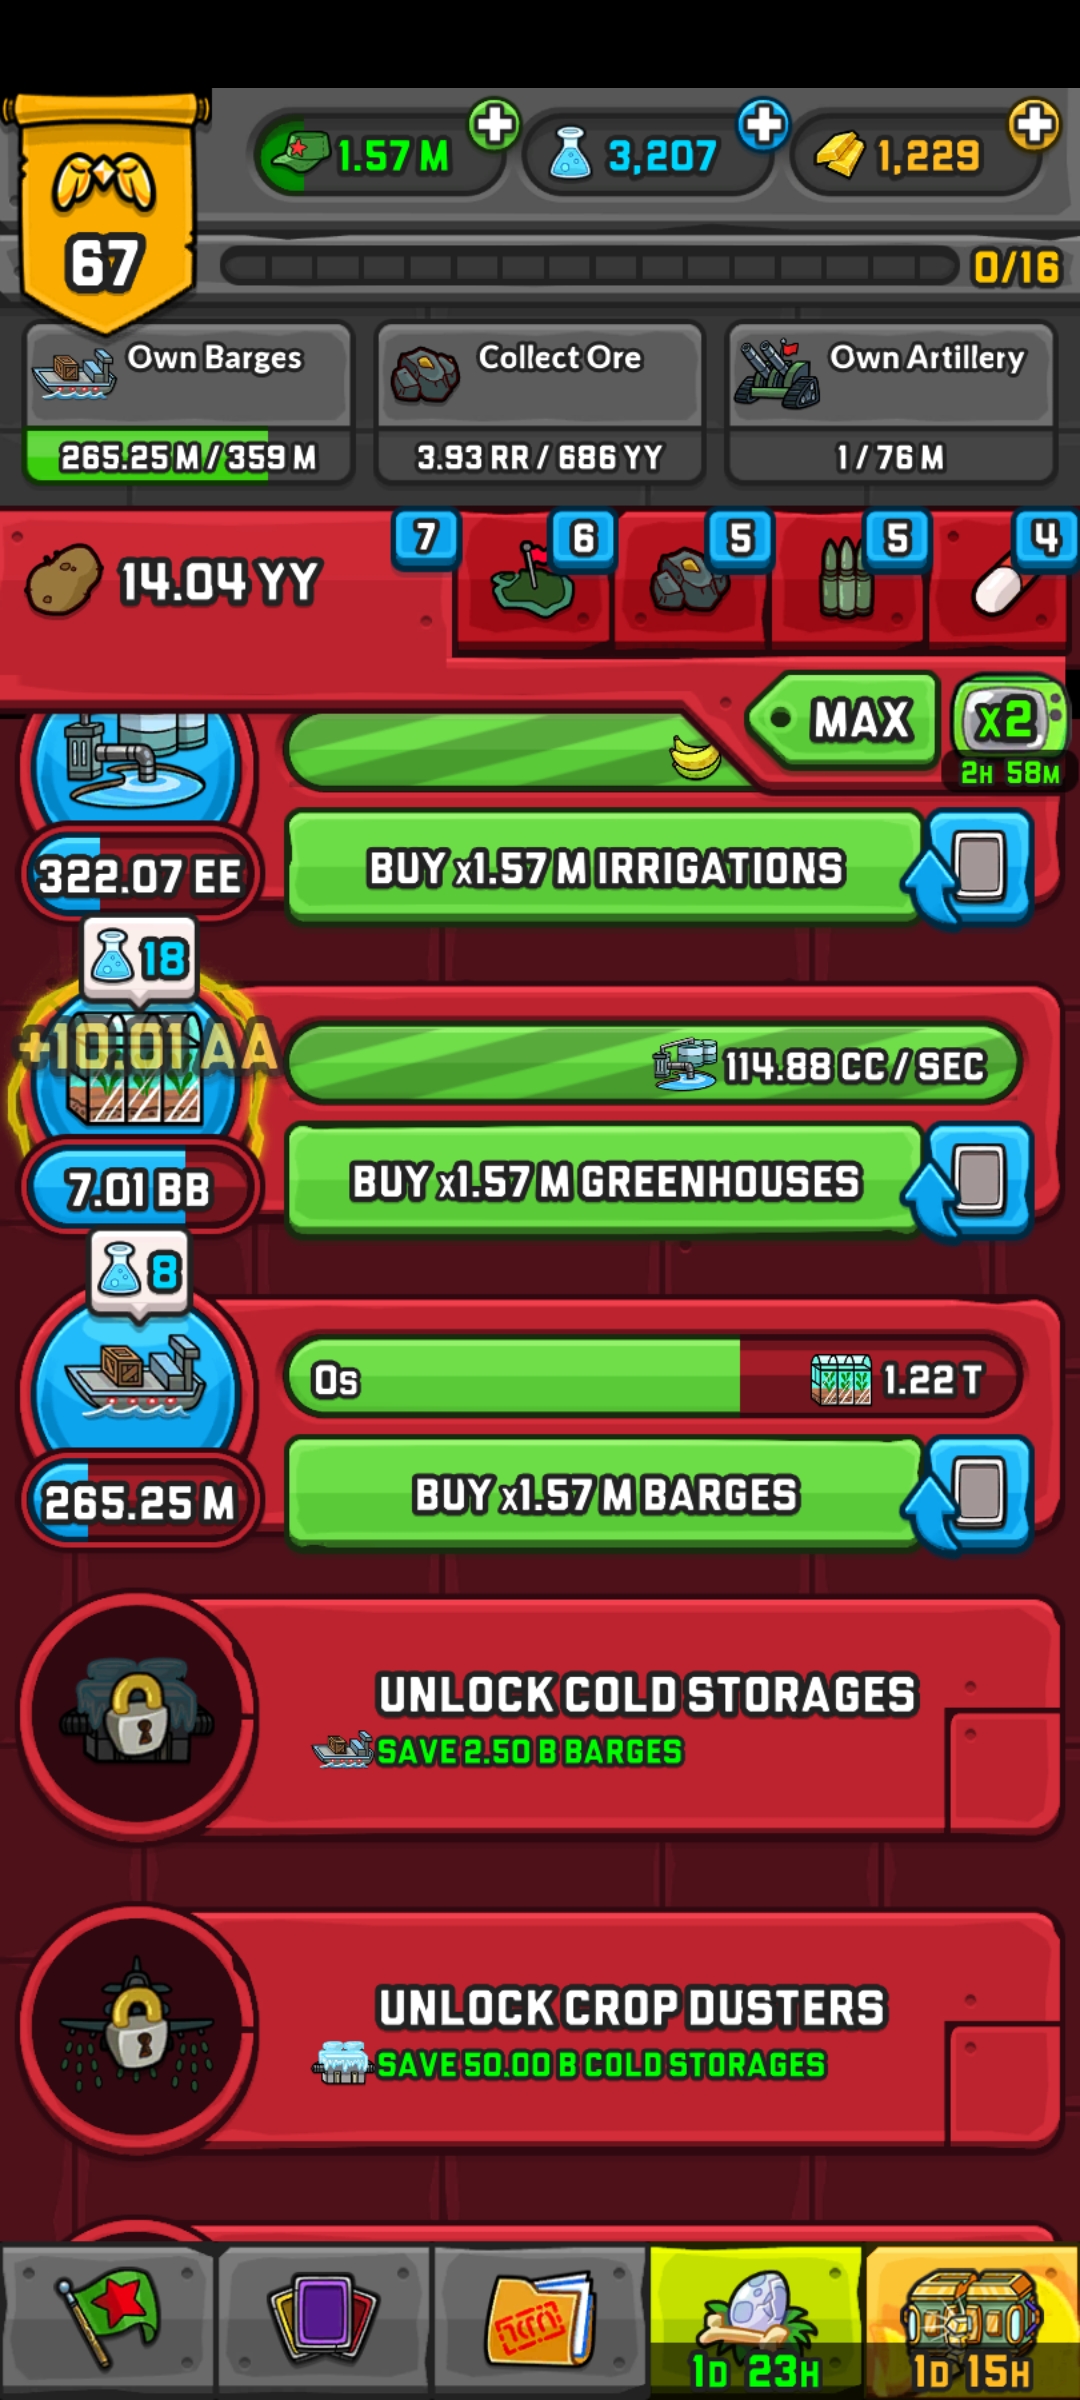 1.57 M
3,207
1,229
67
0/16
Own Barges
265.25 M / 359 M
Collect Ore
3.93 RR / 686 YY
Own Artillery
1 / 76 M
14.04 YY
7
6
5
5
4
MAX
x2
2H 58M
322.07 EE
BUY x1.57 M IRRIGATIONS
18
+10.01 AA
114.88 CC / SEC
7.01 BB
BUY x1.57 M GREENHOUSES
8
0s
1.22 T
265.25 M
BUY x1.57 M BARGES
UNLOCK COLD STORAGES
SAVE 2.50 B BARGES
UNLOCK CROP DUSTERS
SAVE 50.00 B COLD STORAGES
1D 23H
1D 15H